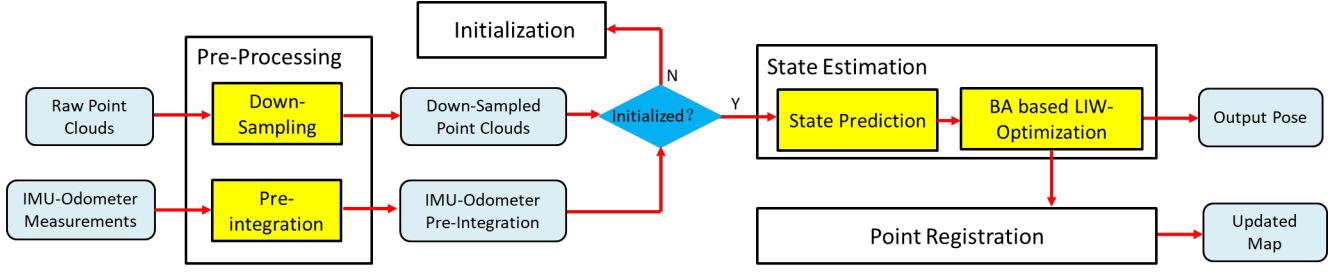 Initialization
Pre-Processing
Raw Point
Clouds
Down-
Sampling
Down-Sampled
Point Clouds
IMU-Odometer
Measurements
Pre-
integration
IMU-Odometer
Pre-Integration
Initialized？
N
Y
State Estimation
State Prediction
BA based LIW-
Optimization
Output Pose
Point Registration
Updated
Map